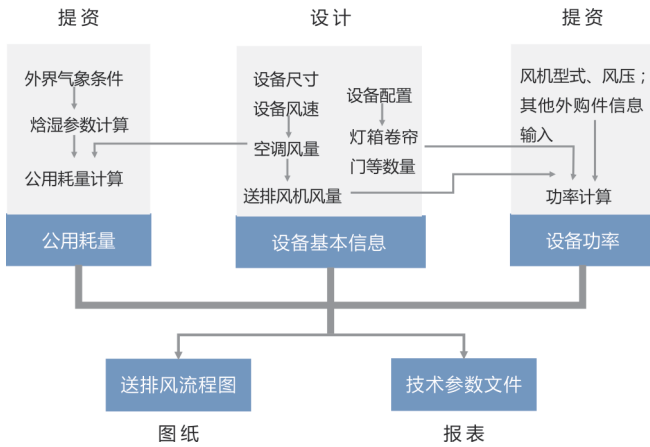 提资
设计
提资
外界气象条件
焓湿参数计算
公用耗量计算
公用耗量
设备尺寸
设备风速
空调风量
送排风机风量
设备配置
灯箱卷帘
门等数量
设备基本信息
风机型式、风压；
其他外购件信息
输入
功率计算
设备功率
送排风流程图
技术参数文件
图纸
报表